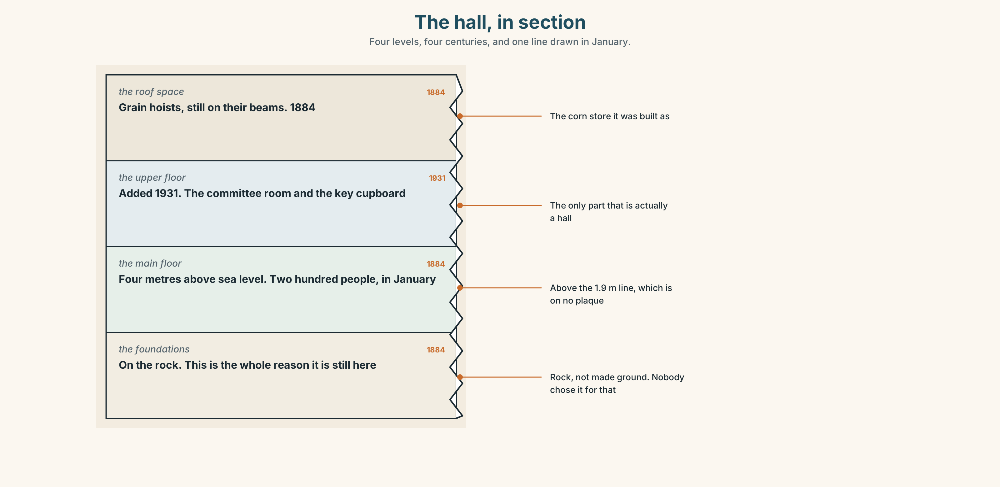 The hall, in section
Four levels, four centuries, and one line drawn in January.
the roof space
1884
Grain hoists, still on their beams. 1884
The corn store it was built as
the upper floor
1931
Added 1931. The committee room and the key cupboard
The only part that is actually
a hall
the main floor
1884
Four metres above sea level. Two hundred people, in January
Above the 1.9 m line, which is
on no plaque
the foundations
1884
On the rock. This is the whole reason it is still here
Rock, not made ground. Nobody
chose it for that